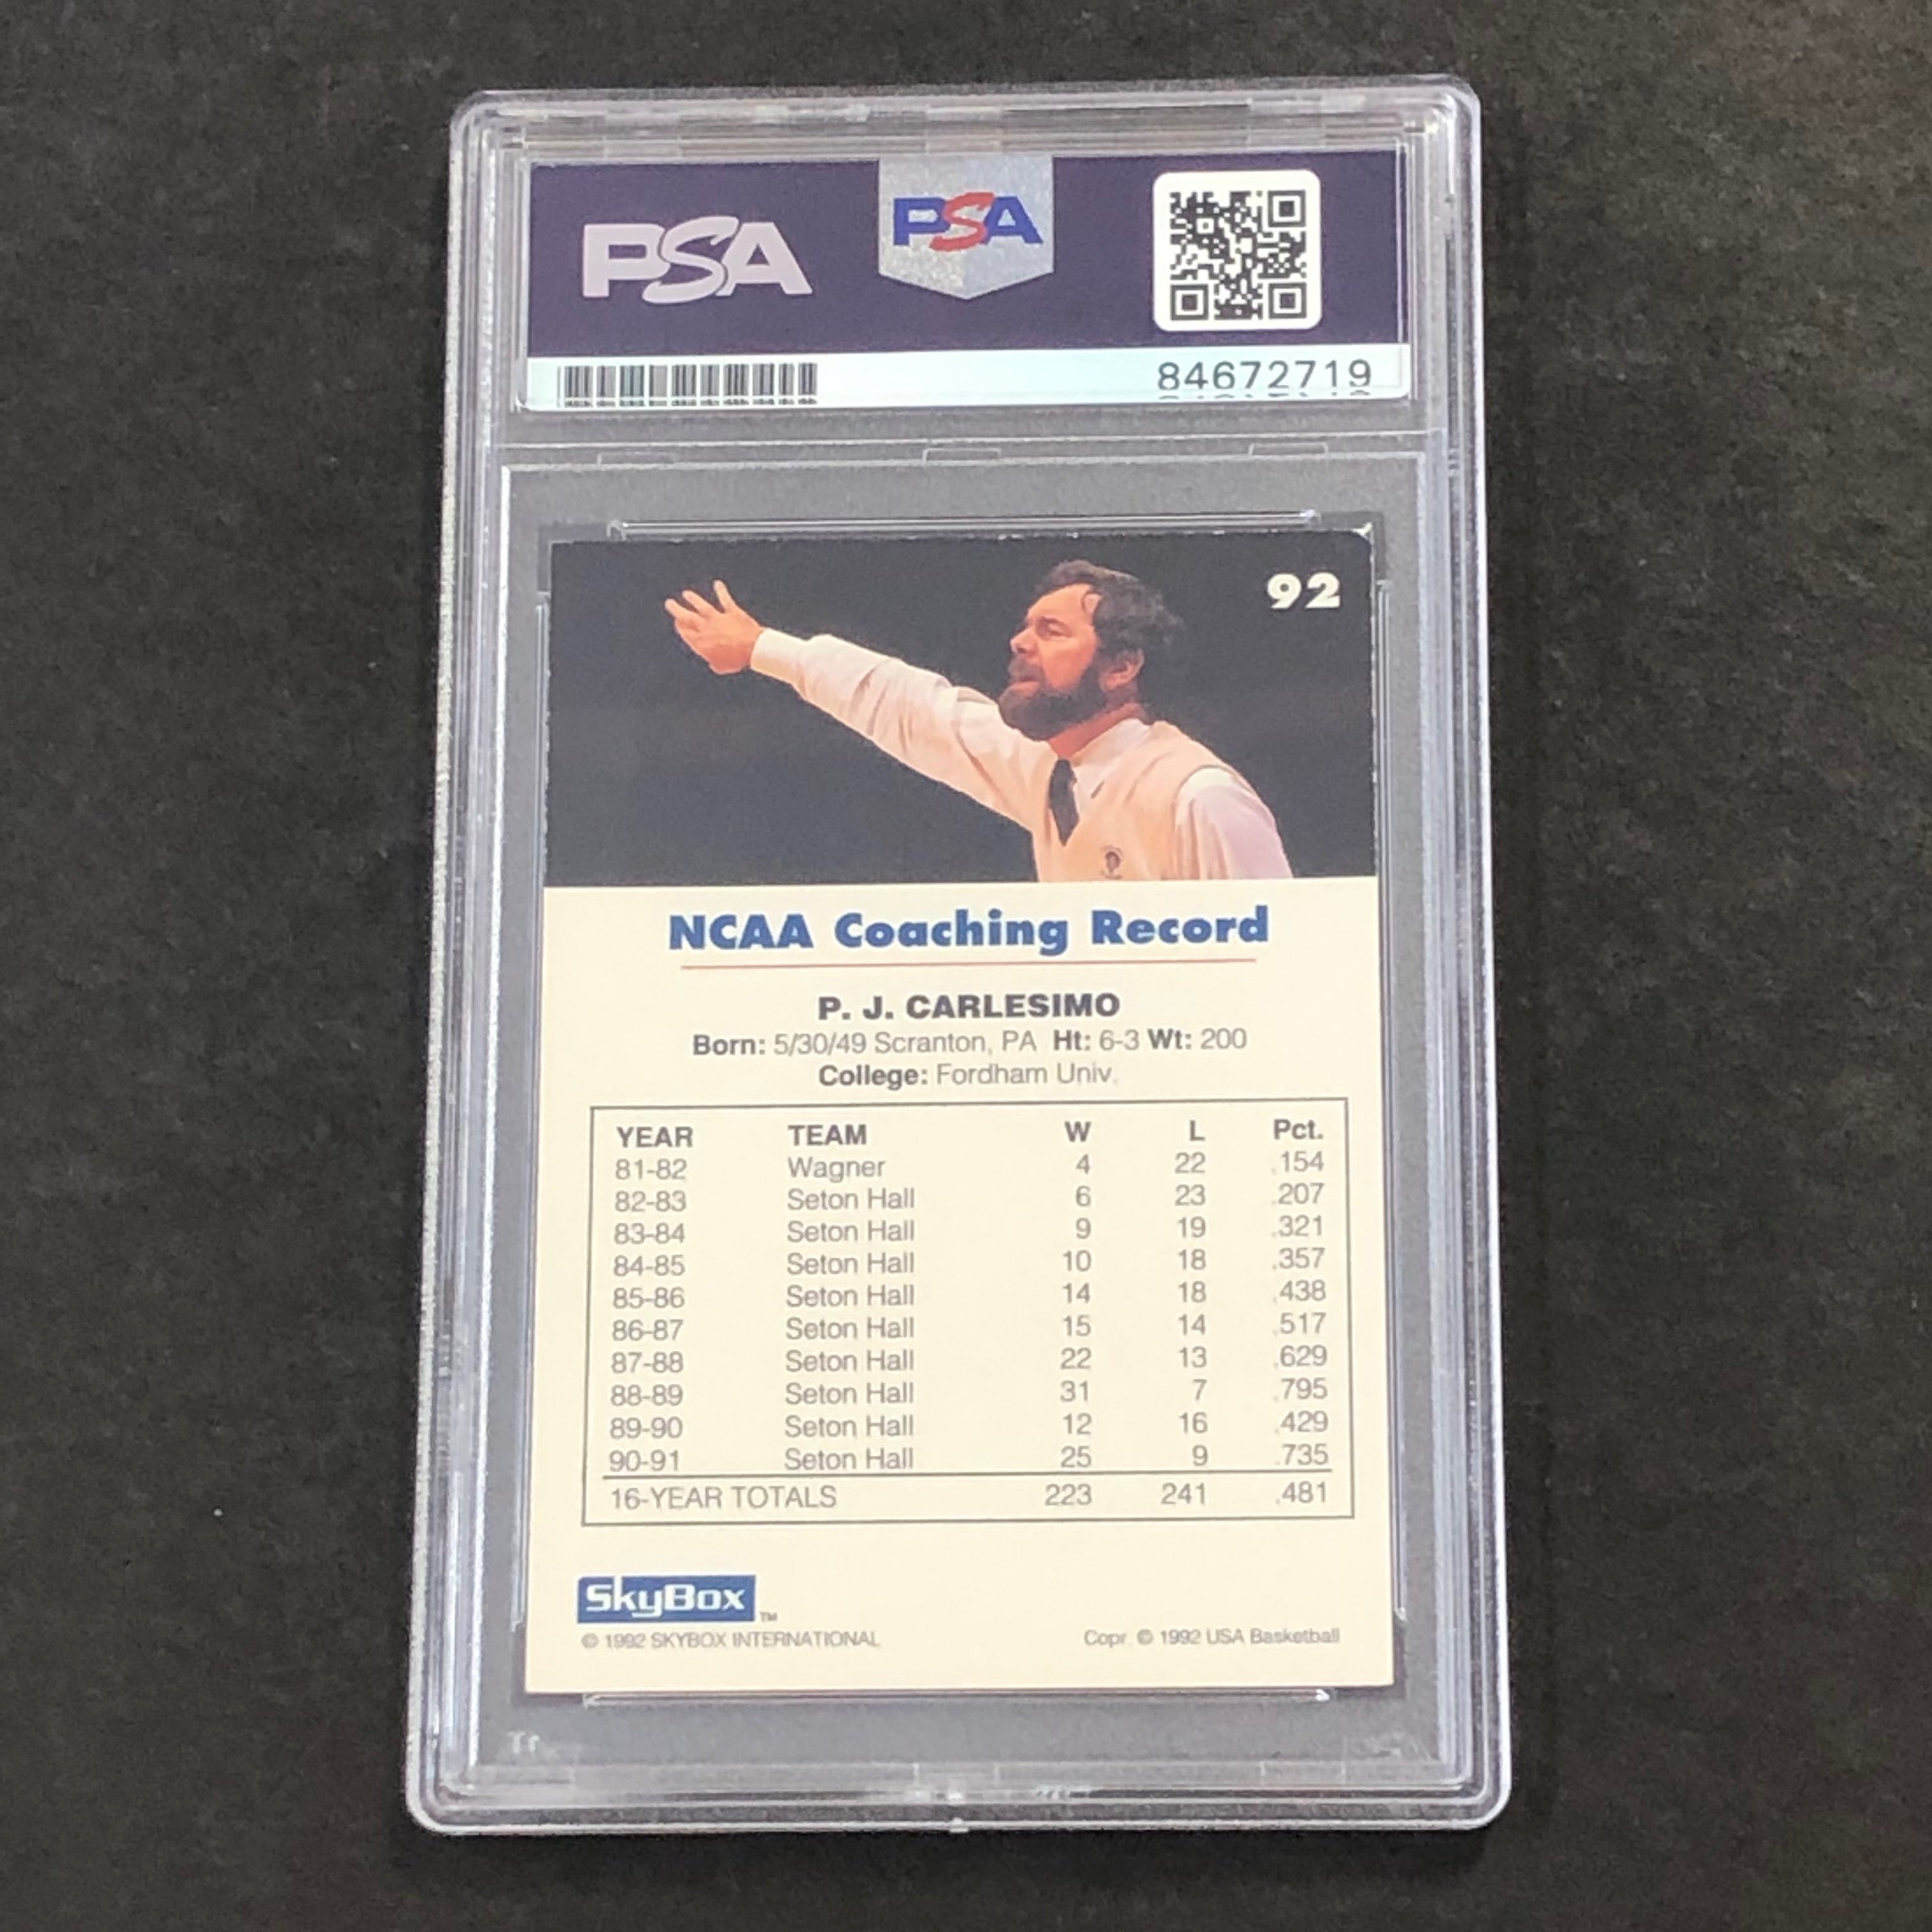 PSA PSA
84672719
92
NCAA Coaching Record
P. J. CARLESIMO
Born: 5/30/49 Scranton, PA Ht: 6-3 Wt: 200
College: Fordham Univ.
YEAR TEAM W L Pct.
81-82 Wagner 4 22 .154
82-83 Seton Hall 6 23 .207
83-84 Seton Hall 9 19 .321
84-85 Seton Hall 10 18 .357
85-86 Seton Hall 14 18 .438
86-87 Seton Hall 15 14 .517
87-88 Seton Hall 22 13 .629
88-89 Seton Hall 31 7 .795
89-90 Seton Hall 12 16 .429
90-91 Seton Hall 25 9 .735
16-YEAR TOTALS 223 241 .481
SkyBox TM
© 1992 SKYBOX INTERNATIONAL Copr. © 1992 USA Basketball